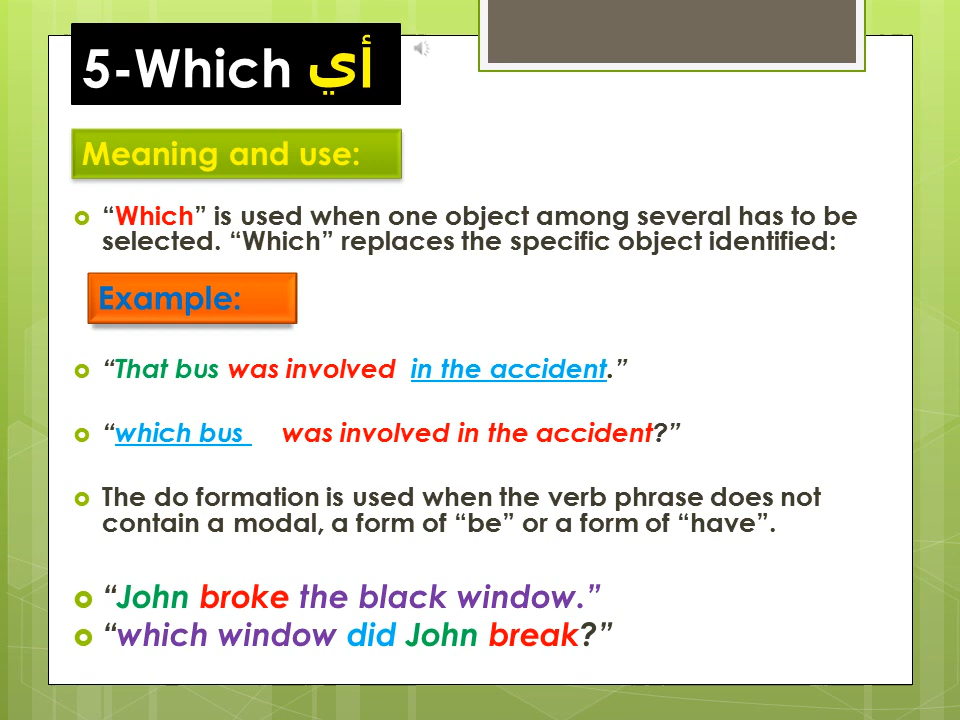 5-Which أي
Meaning and use:
“Which” is used when one object among several has to be
selected. “Which” replaces the specific object identified:
Example:
“That bus was involved in the accident.”
“which bus was involved in the accident?”
The do formation is used when the verb phrase does not
contain a modal, a form of “be” or a form of “have”.
“John broke the black window.”
“which window did John break?”